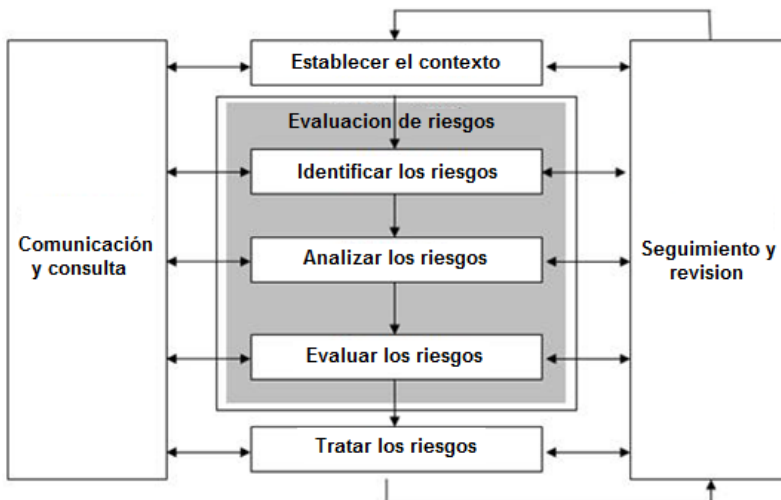 Establecer el contexto
Evaluacion de riesgos
Identificar los riesgos
Comunicación
y consulta
Analizar los riesgos
Seguimiento y
revision
Evaluar los riesgos
Tratar los riesgos